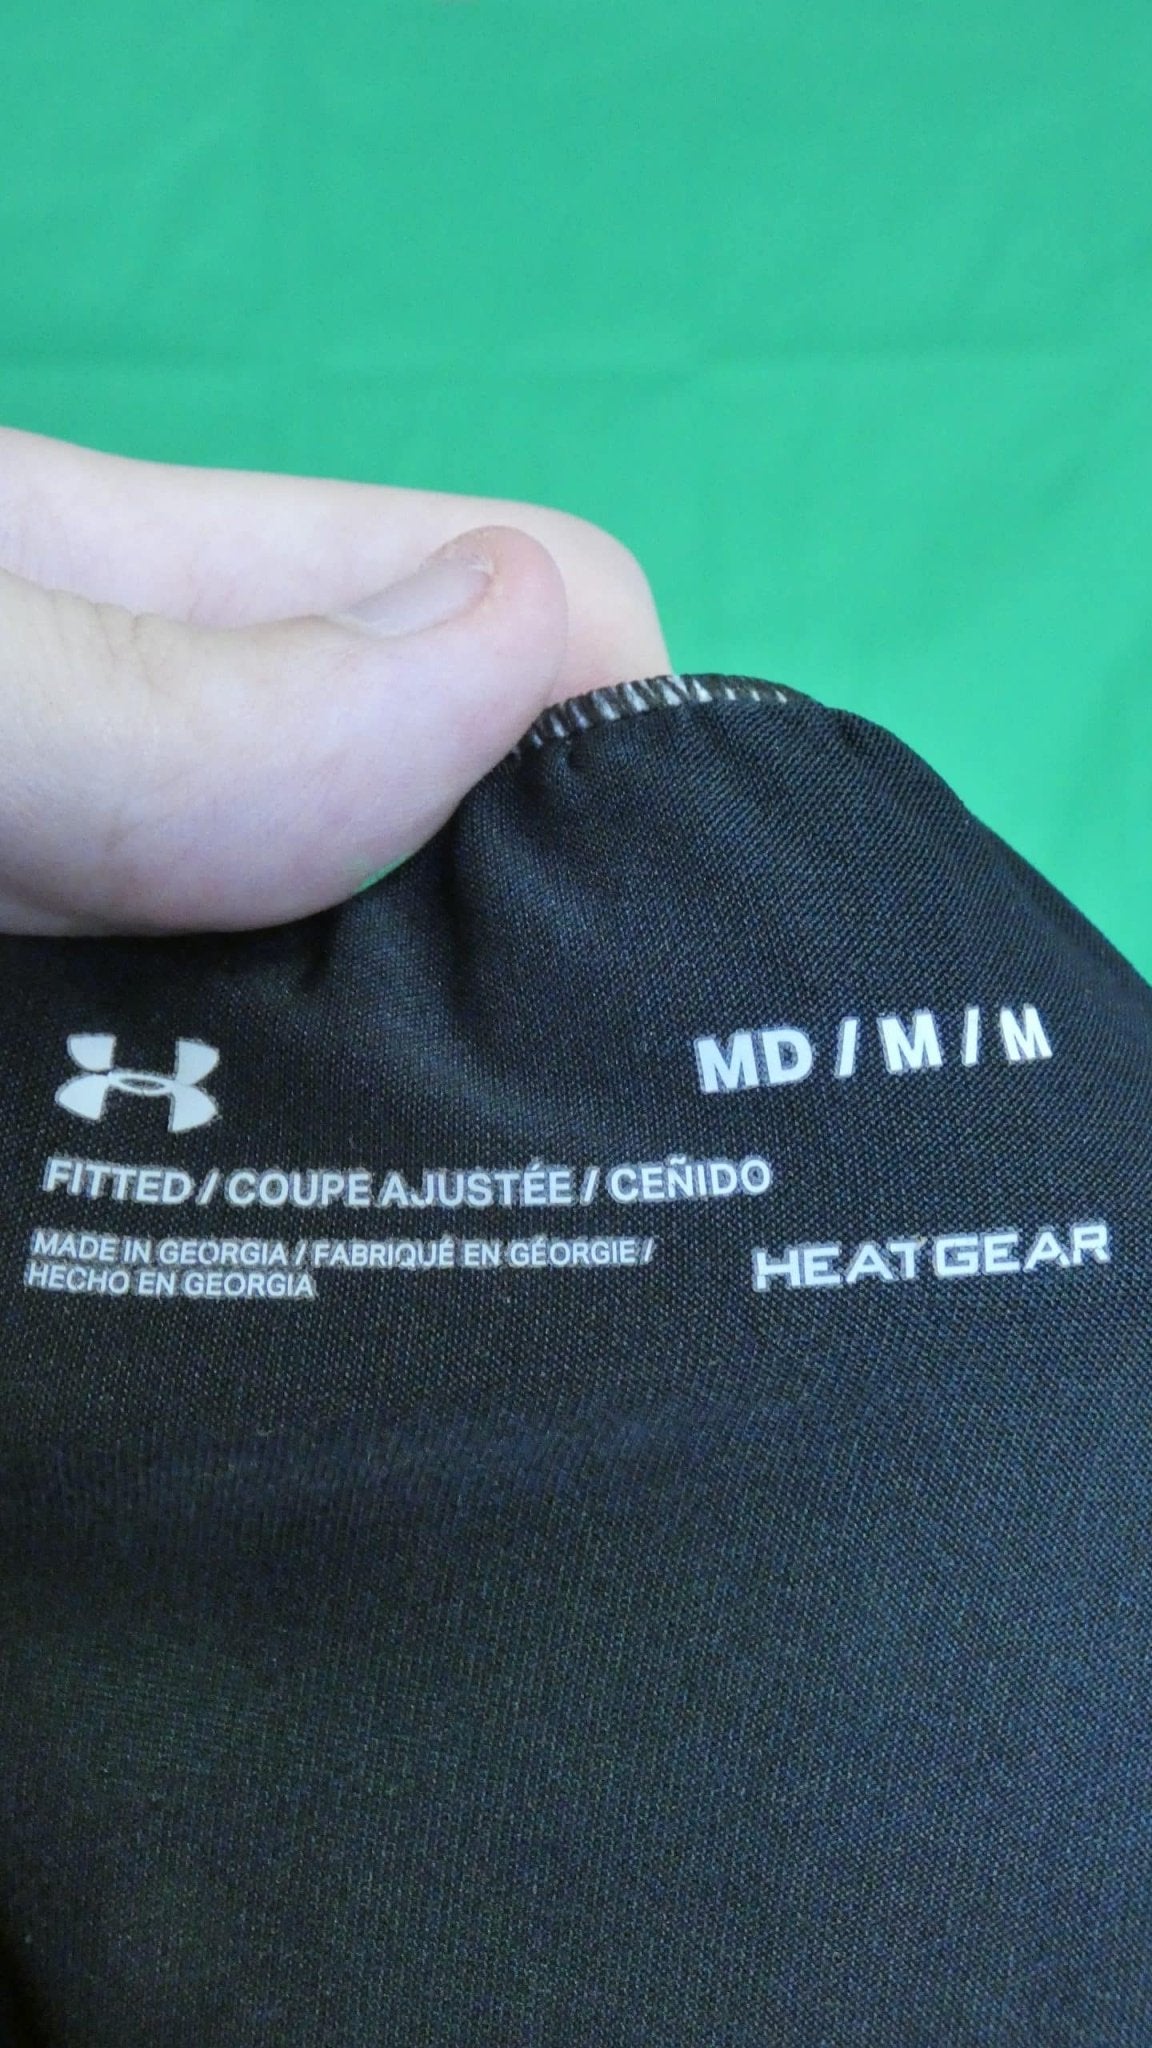 MD / M / M
FITTED / COUPE AJUSTÉE / CEÑIDO
MADE IN GEORGIA / FABRIQUÉ EN GÉORGIE /
HECHO EN GEORGIA
HEATGEAR